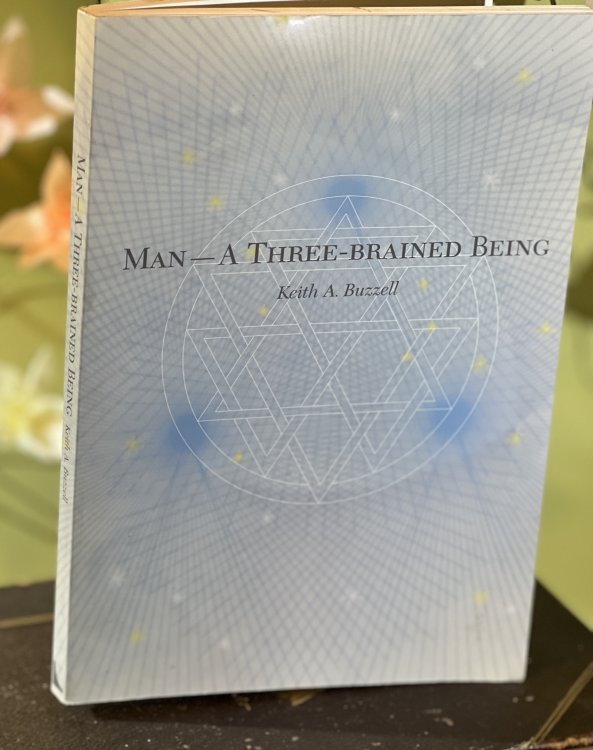 MAN—A THREE-BRAINED BEING
Keith A. Buzzell
MAN—A THREE-BRAINED BEING Keith A. Buzzell